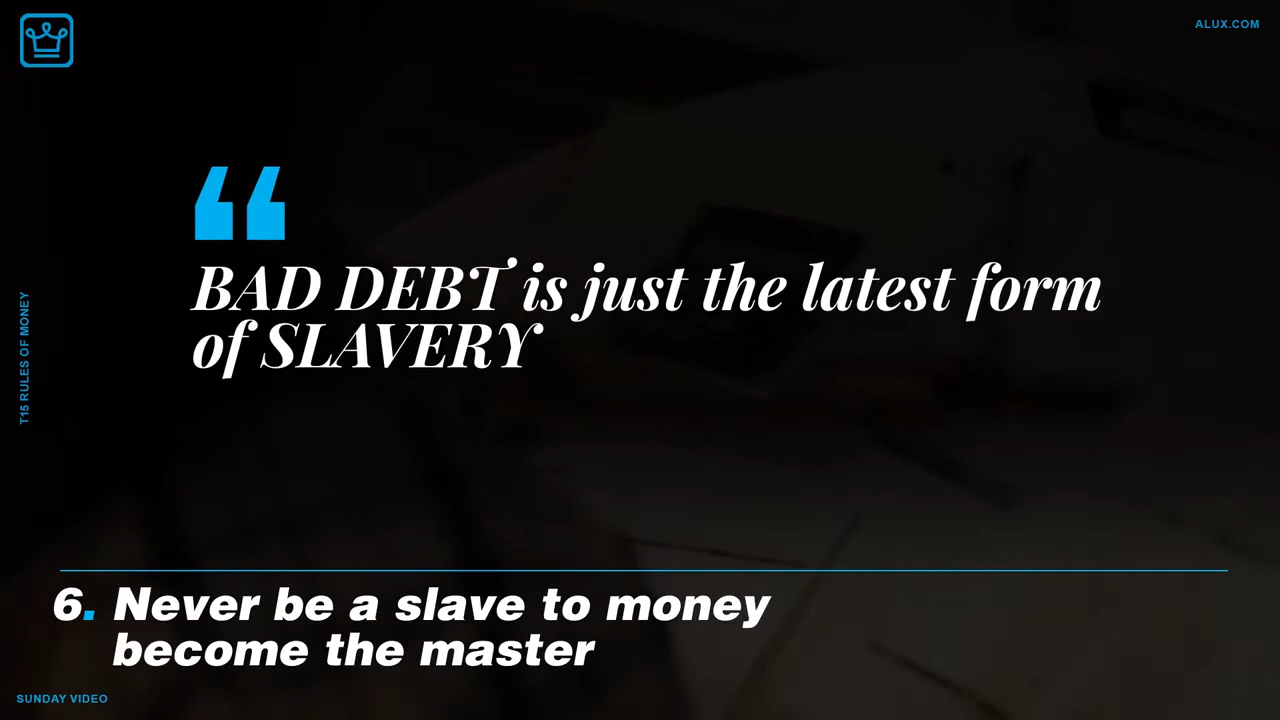 ALUX.COM
“
BAD DEBT is just the latest form
of SLAVERY
T15 RULES OF MONEY
6. Never be a slave to money
become the master
SUNDAY VIDEO